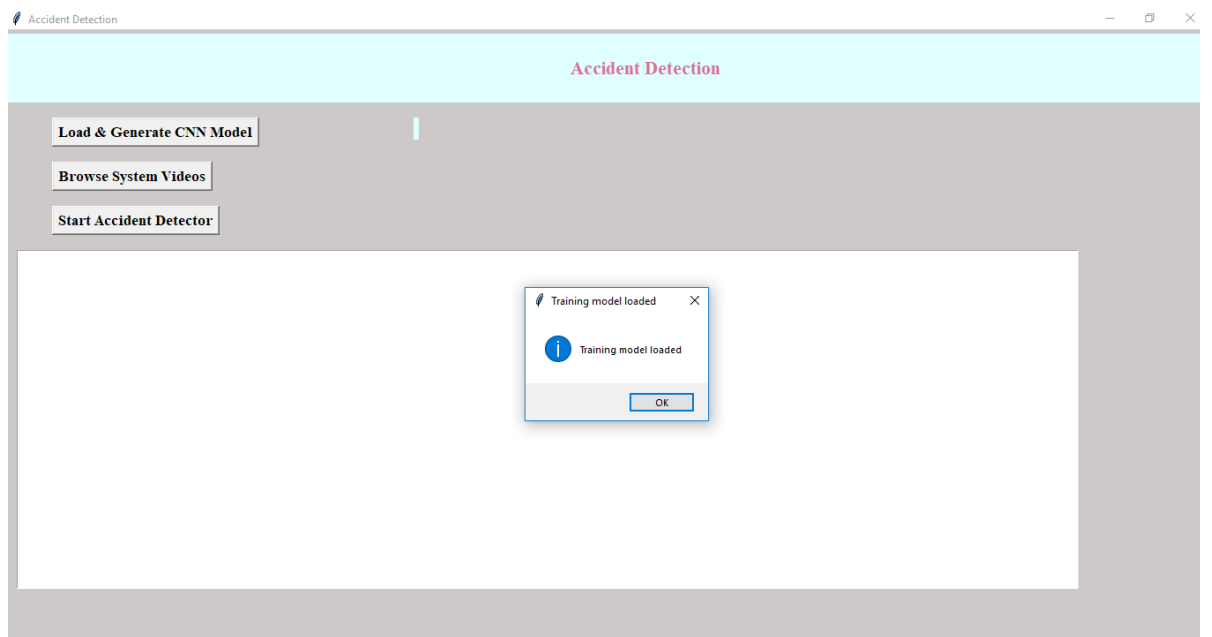 Accident Detection
Accident Detection
Load & Generate CNN Model
Browse System Videos
Start Accident Detector
Training model loaded
Training model loaded
OK